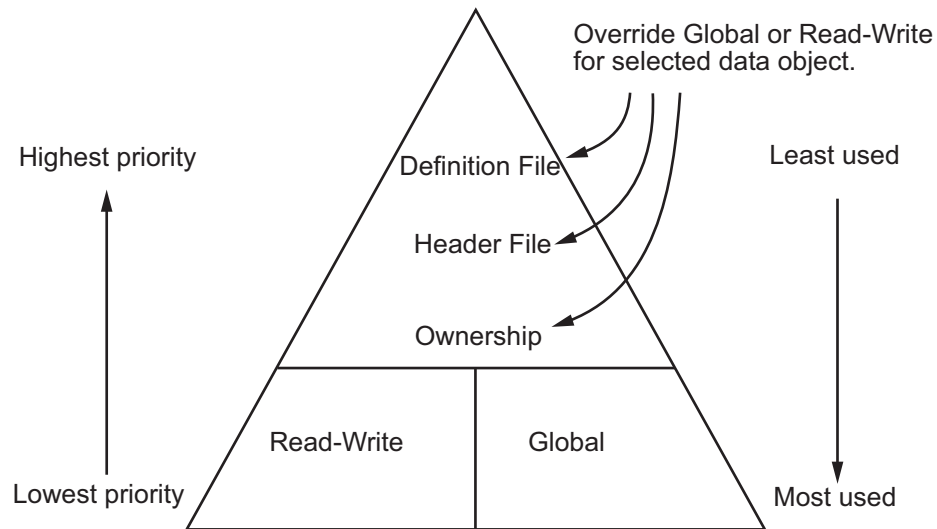 Override Global or Read-Write
for selected data object.
Highest priority
Definition File
Least used
Header File
Ownership
Read-Write
Global
Lowest priority
Most used